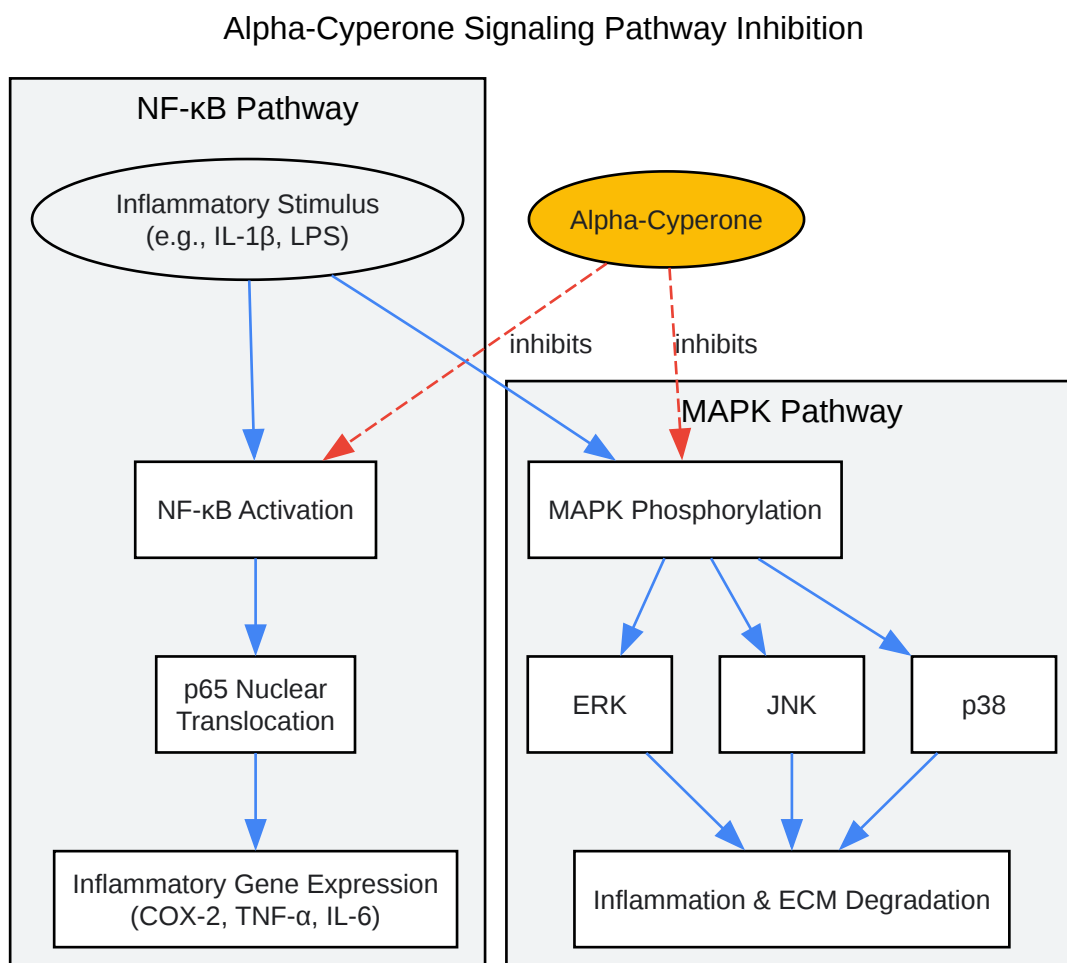 Alpha-Cyperone Signaling Pathway Inhibition
NF-κB Pathway
Inflammatory Stimulus
(e.g., IL-1β, LPS)
Alpha-Cyperone
inhibits
inhibits
MAPK Pathway
NF-κB Activation
MAPK Phosphorylation
p65 Nuclear
Translocation
ERK
JNK
p38
Inflammatory Gene Expression
(COX-2, TNF-α, IL-6)
Inflammation & ECM Degradation